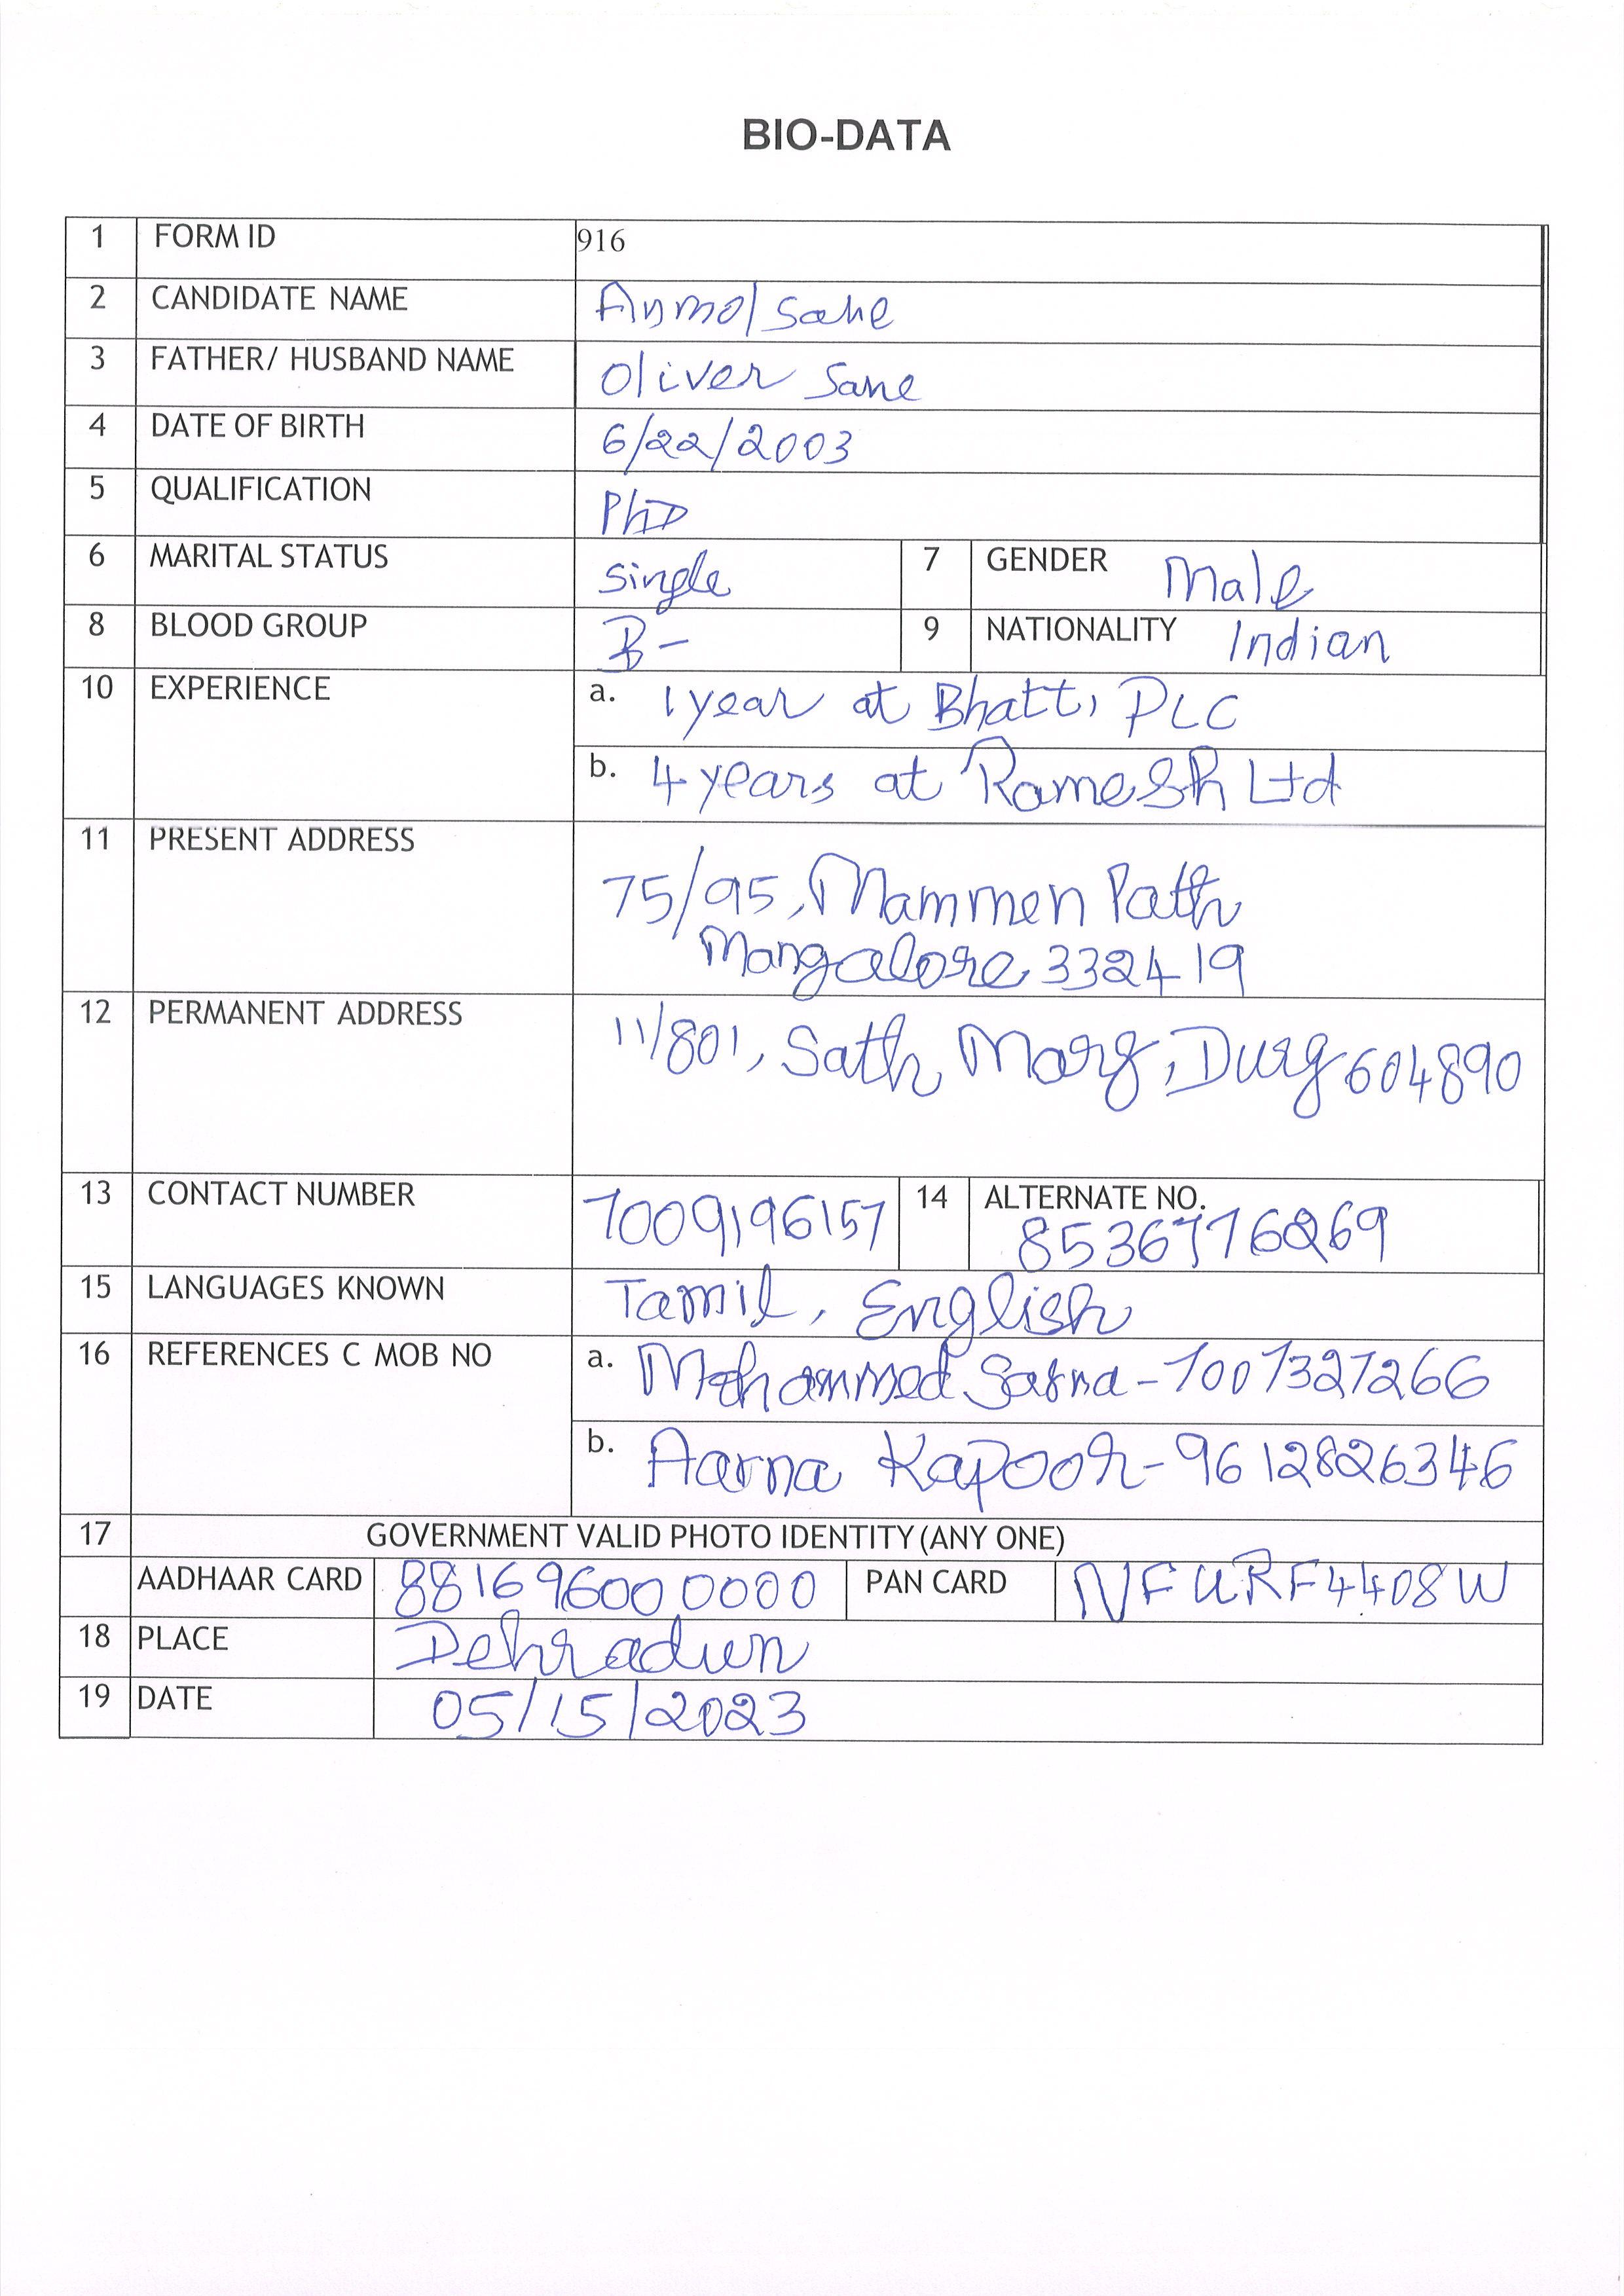 BIO-DATA
1 FORM ID 916
2 CANDIDATE NAME Anmol Sane
3 FATHER/ HUSBAND NAME Oliver Sane
4 DATE OF BIRTH 6/22/2003
5 QUALIFICATION PhD
6 MARITAL STATUS single 7 GENDER Male
8 BLOOD GROUP B- 9 NATIONALITY Indian
10 EXPERIENCE a. 1 year at Bhatt, PLC
b. 4 years at Ramesh Ltd
11 PRESENT ADDRESS
75/95, Mammen Path
Mangalore 332419
12 PERMANENT ADDRESS 11/801, Sath Marg, Durg 604890
13 CONTACT NUMBER 7009196157 14 ALTERNATE NO.
8536776269
15 LANGUAGES KNOWN Tamil, English
16 REFERENCES C MOB NO a. Mohammed - 7007327266
b. Aarna Kapoor - 9612826346
17 GOVERNMENT VALID PHOTO IDENTITY (ANY ONE)
AADHAAR CARD 881696000000 PAN CARD NFURF4408W
18 PLACE Dehradun
19 DATE 05/15/2023